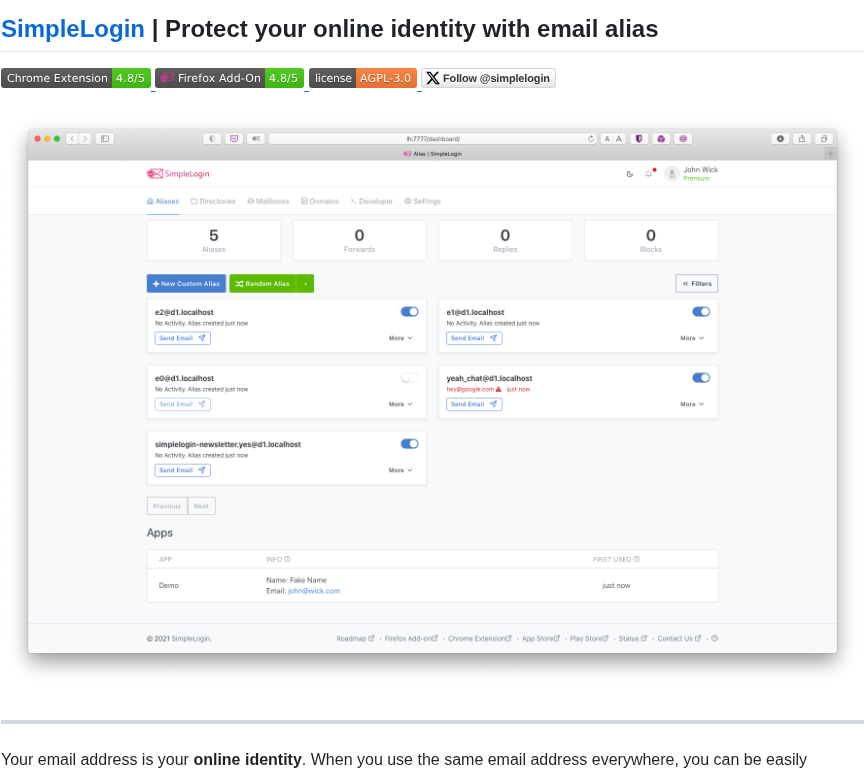 SimpleLogin | Protect your online identity with email alias
Chrome Extension 4.8/5 Firefox Add-On 4.8/5 license AGPL-3.0 Follow @simplelogin
lh:7777/dashboard/
Alias | SimpleLogin
SimpleLogin
John Wick
Premium
Aliases Directories Mailboxes Domains Developer Settings
5 0 0 0
Aliases Forwards Replies Blocks
New Custom Alias Random Alias Filters
e2@d1.localhost e1@d1.localhost
No Activity. Alias created just now No Activity. Alias created just now
Send Email More Send Email More
e0@d1.localhost yeah_chat@d1.localhost
No Activity. Alias created just now hey@google.com just now
Send Email More Send Email More
simplelogin-newsletter.yes@d1.localhost
No Activity. Alias created just now
Send Email More
Previous Next
Apps
APP INFO FIRST USED
Name: Fake Name
Demo just now
Email: john@wick.com
© 2021 SimpleLogin. Roadmap · Firefox Add-on · Chrome Extension · App Store · Play Store · Status · Contact Us ·
Your email address is your online identity. When you use the same email address everywhere, you can be easily